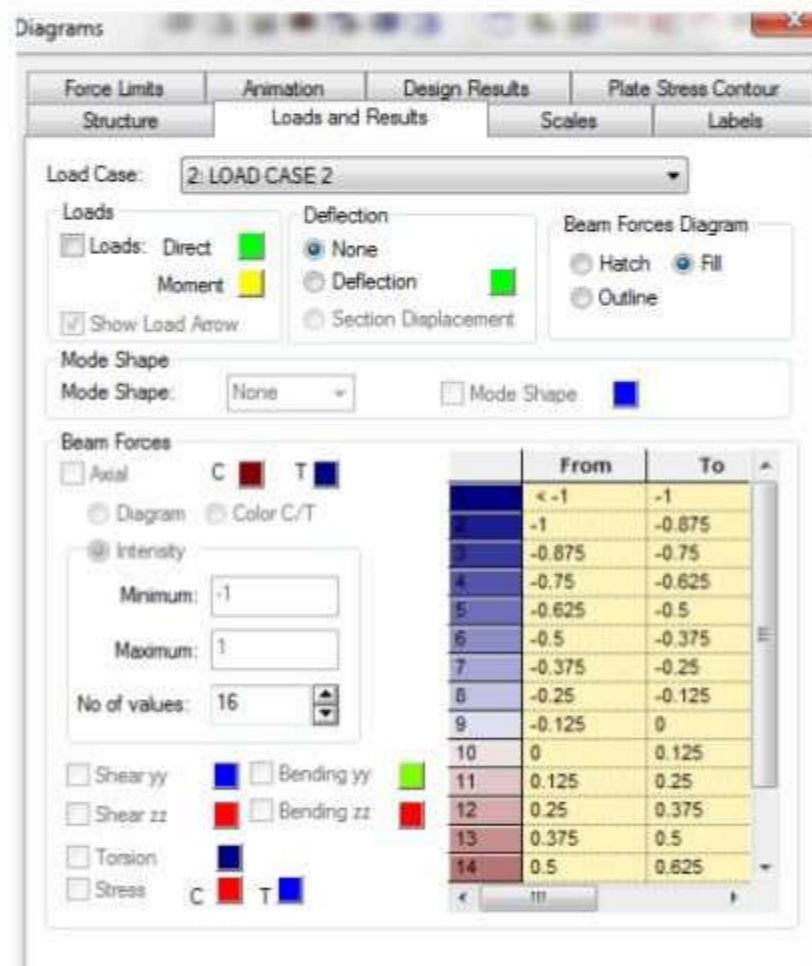 Diagrams
Force Limits Animation Design Results Plate Stress Contour
Structure Loads and Results Scales Labels
Load Case: 2: LOAD CASE 2
Loads Deflection Beam Forces Diagram
Loads: Direct None Hatch Fill
Moment Deflection Outline
Show Load Arrow Section Displacement
Mode Shape
Mode Shape: None Mode Shape
Beam Forces
Axial C T
Diagram Color C/T
Intensity
Minimum: -1
Maximum: 1
No of values: 16
Shear yy Bending yy
Shear zz Bending zz
Torsion
Stress C T
From To
< -1 -1
2 -1 -0.875
3 -0.875 -0.75
4 -0.75 -0.625
5 -0.625 -0.5
6 -0.5 -0.375
7 -0.375 -0.25
8 -0.25 -0.125
9 -0.125 0
10 0 0.125
11 0.125 0.25
12 0.25 0.375
13 0.375 0.5
14 0.5 0.625